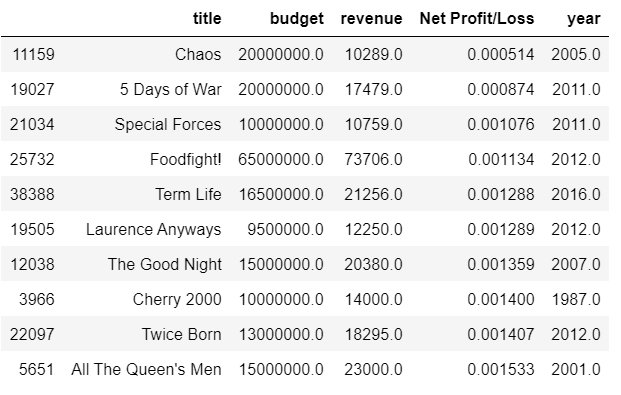 title budget revenue Net Profit/Loss year
11159 Chaos 20000000.0 10289.0 0.000514 2005.0
19027 5 Days of War 20000000.0 17479.0 0.000874 2011.0
21034 Special Forces 10000000.0 10759.0 0.001076 2011.0
25732 Foodfight! 65000000.0 73706.0 0.001134 2012.0
38388 Term Life 16500000.0 21256.0 0.001288 2016.0
19505 Laurence Anyways 9500000.0 12250.0 0.001289 2012.0
12038 The Good Night 15000000.0 20380.0 0.001359 2007.0
3966 Cherry 2000 10000000.0 14000.0 0.001400 1987.0
22097 Twice Born 13000000.0 18295.0 0.001407 2012.0
5651 All The Queen's Men 15000000.0 23000.0 0.001533 2001.0